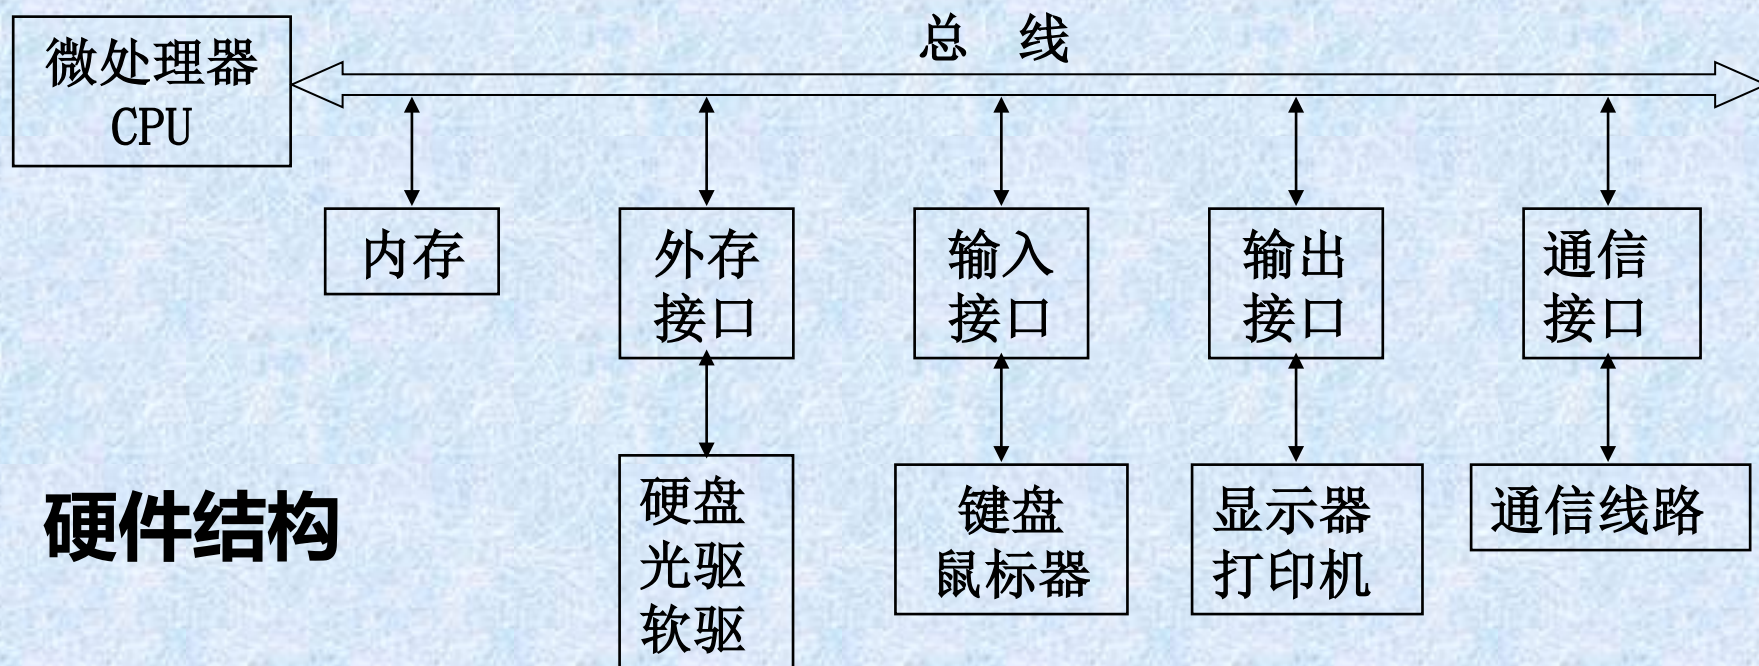 总 线
微处理器
CPU
内存
外存
接口
输入
接口
输出
接口
通信
接口
硬盘
光驱
软驱
键盘
鼠标器
显示器
打印机
通信线路
硬件结构